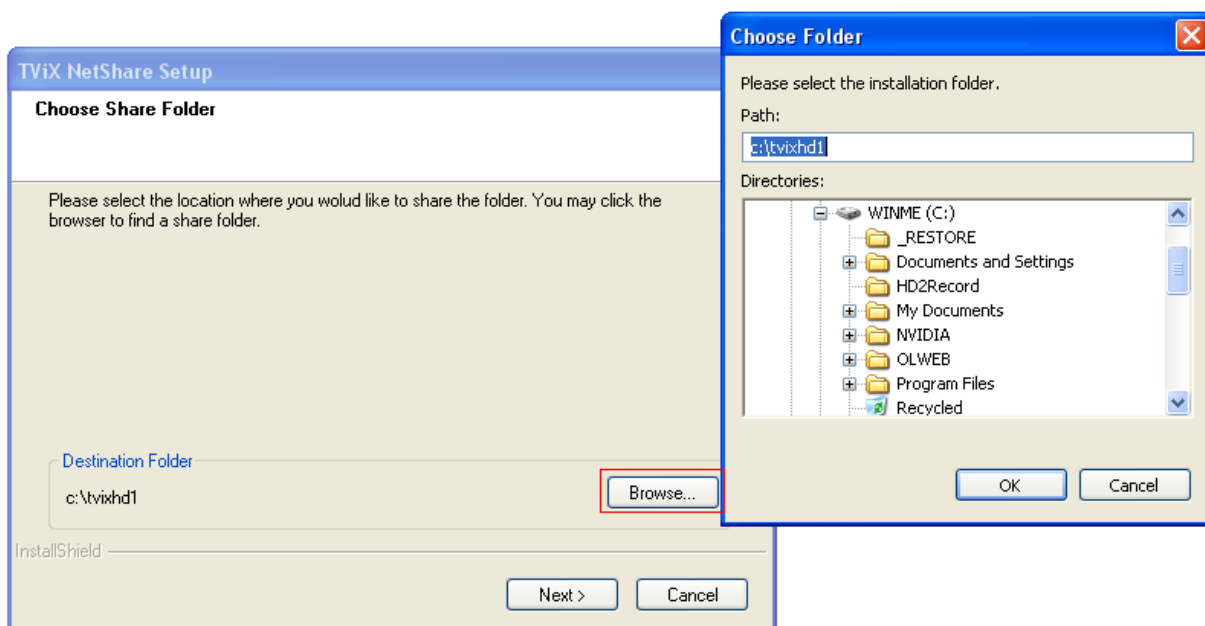 TViX NetShare Setup
Choose Share Folder
Please select the location where you wolud like to share the folder. You may click the
browser to find a share folder.
Destination Folder
c:\tvixhd1
Browse...
InstallShield
Next >
Cancel
Choose Folder
Please select the installation folder.
Path:
c:\tvixhd1
Directories:
WINME (C:)
_RESTORE
Documents and Settings
HD2Record
My Documents
NVIDIA
OLWEB
Program Files
Recycled
OK
Cancel